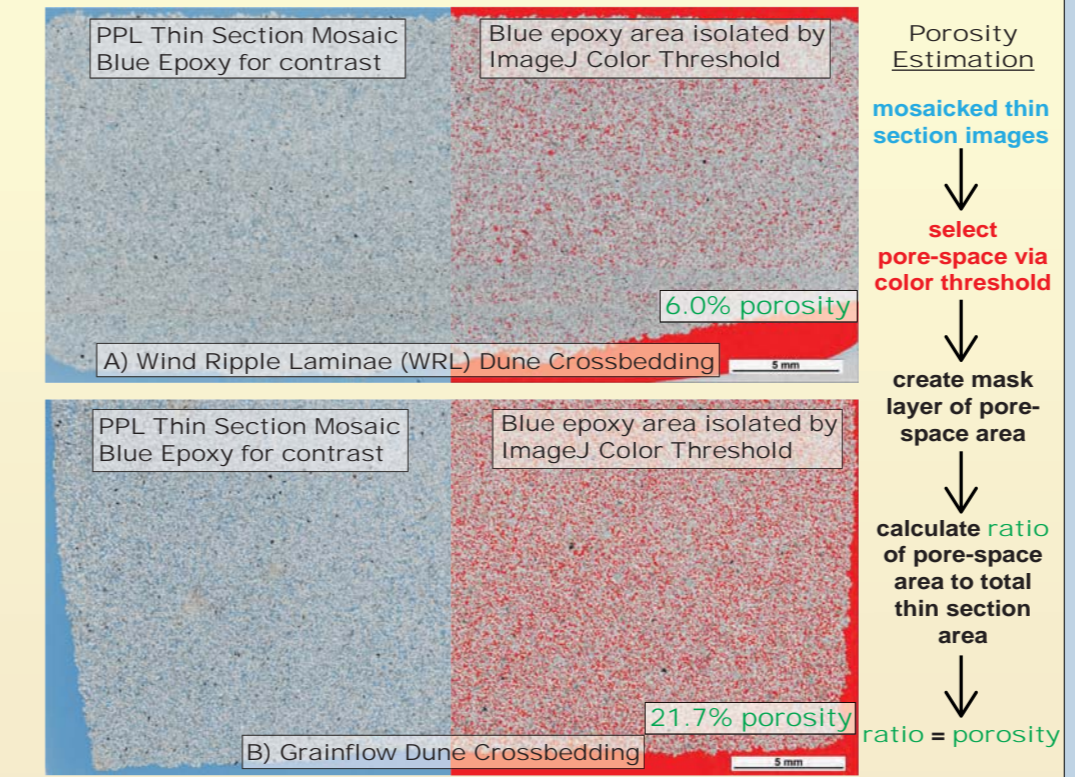 PPL Thin Section Mosaic
Blue Epoxy for contrast
Blue epoxy area isolated by
ImageJ Color Threshold
6.0% porosity
A) Wind Ripple Laminae (WRL) Dune Crossbedding
5 mm
PPL Thin Section Mosaic
Blue Epoxy for contrast
Blue epoxy area isolated by
ImageJ Color Threshold
21.7% porosity
B) Grainflow Dune Crossbedding
5 mm
Porosity
Estimation
mosaicked thin
section images
select
pore-space via
color threshold
create mask
layer of pore-
space area
calculate ratio
of pore-space
area to total
thin section
area
ratio = porosity